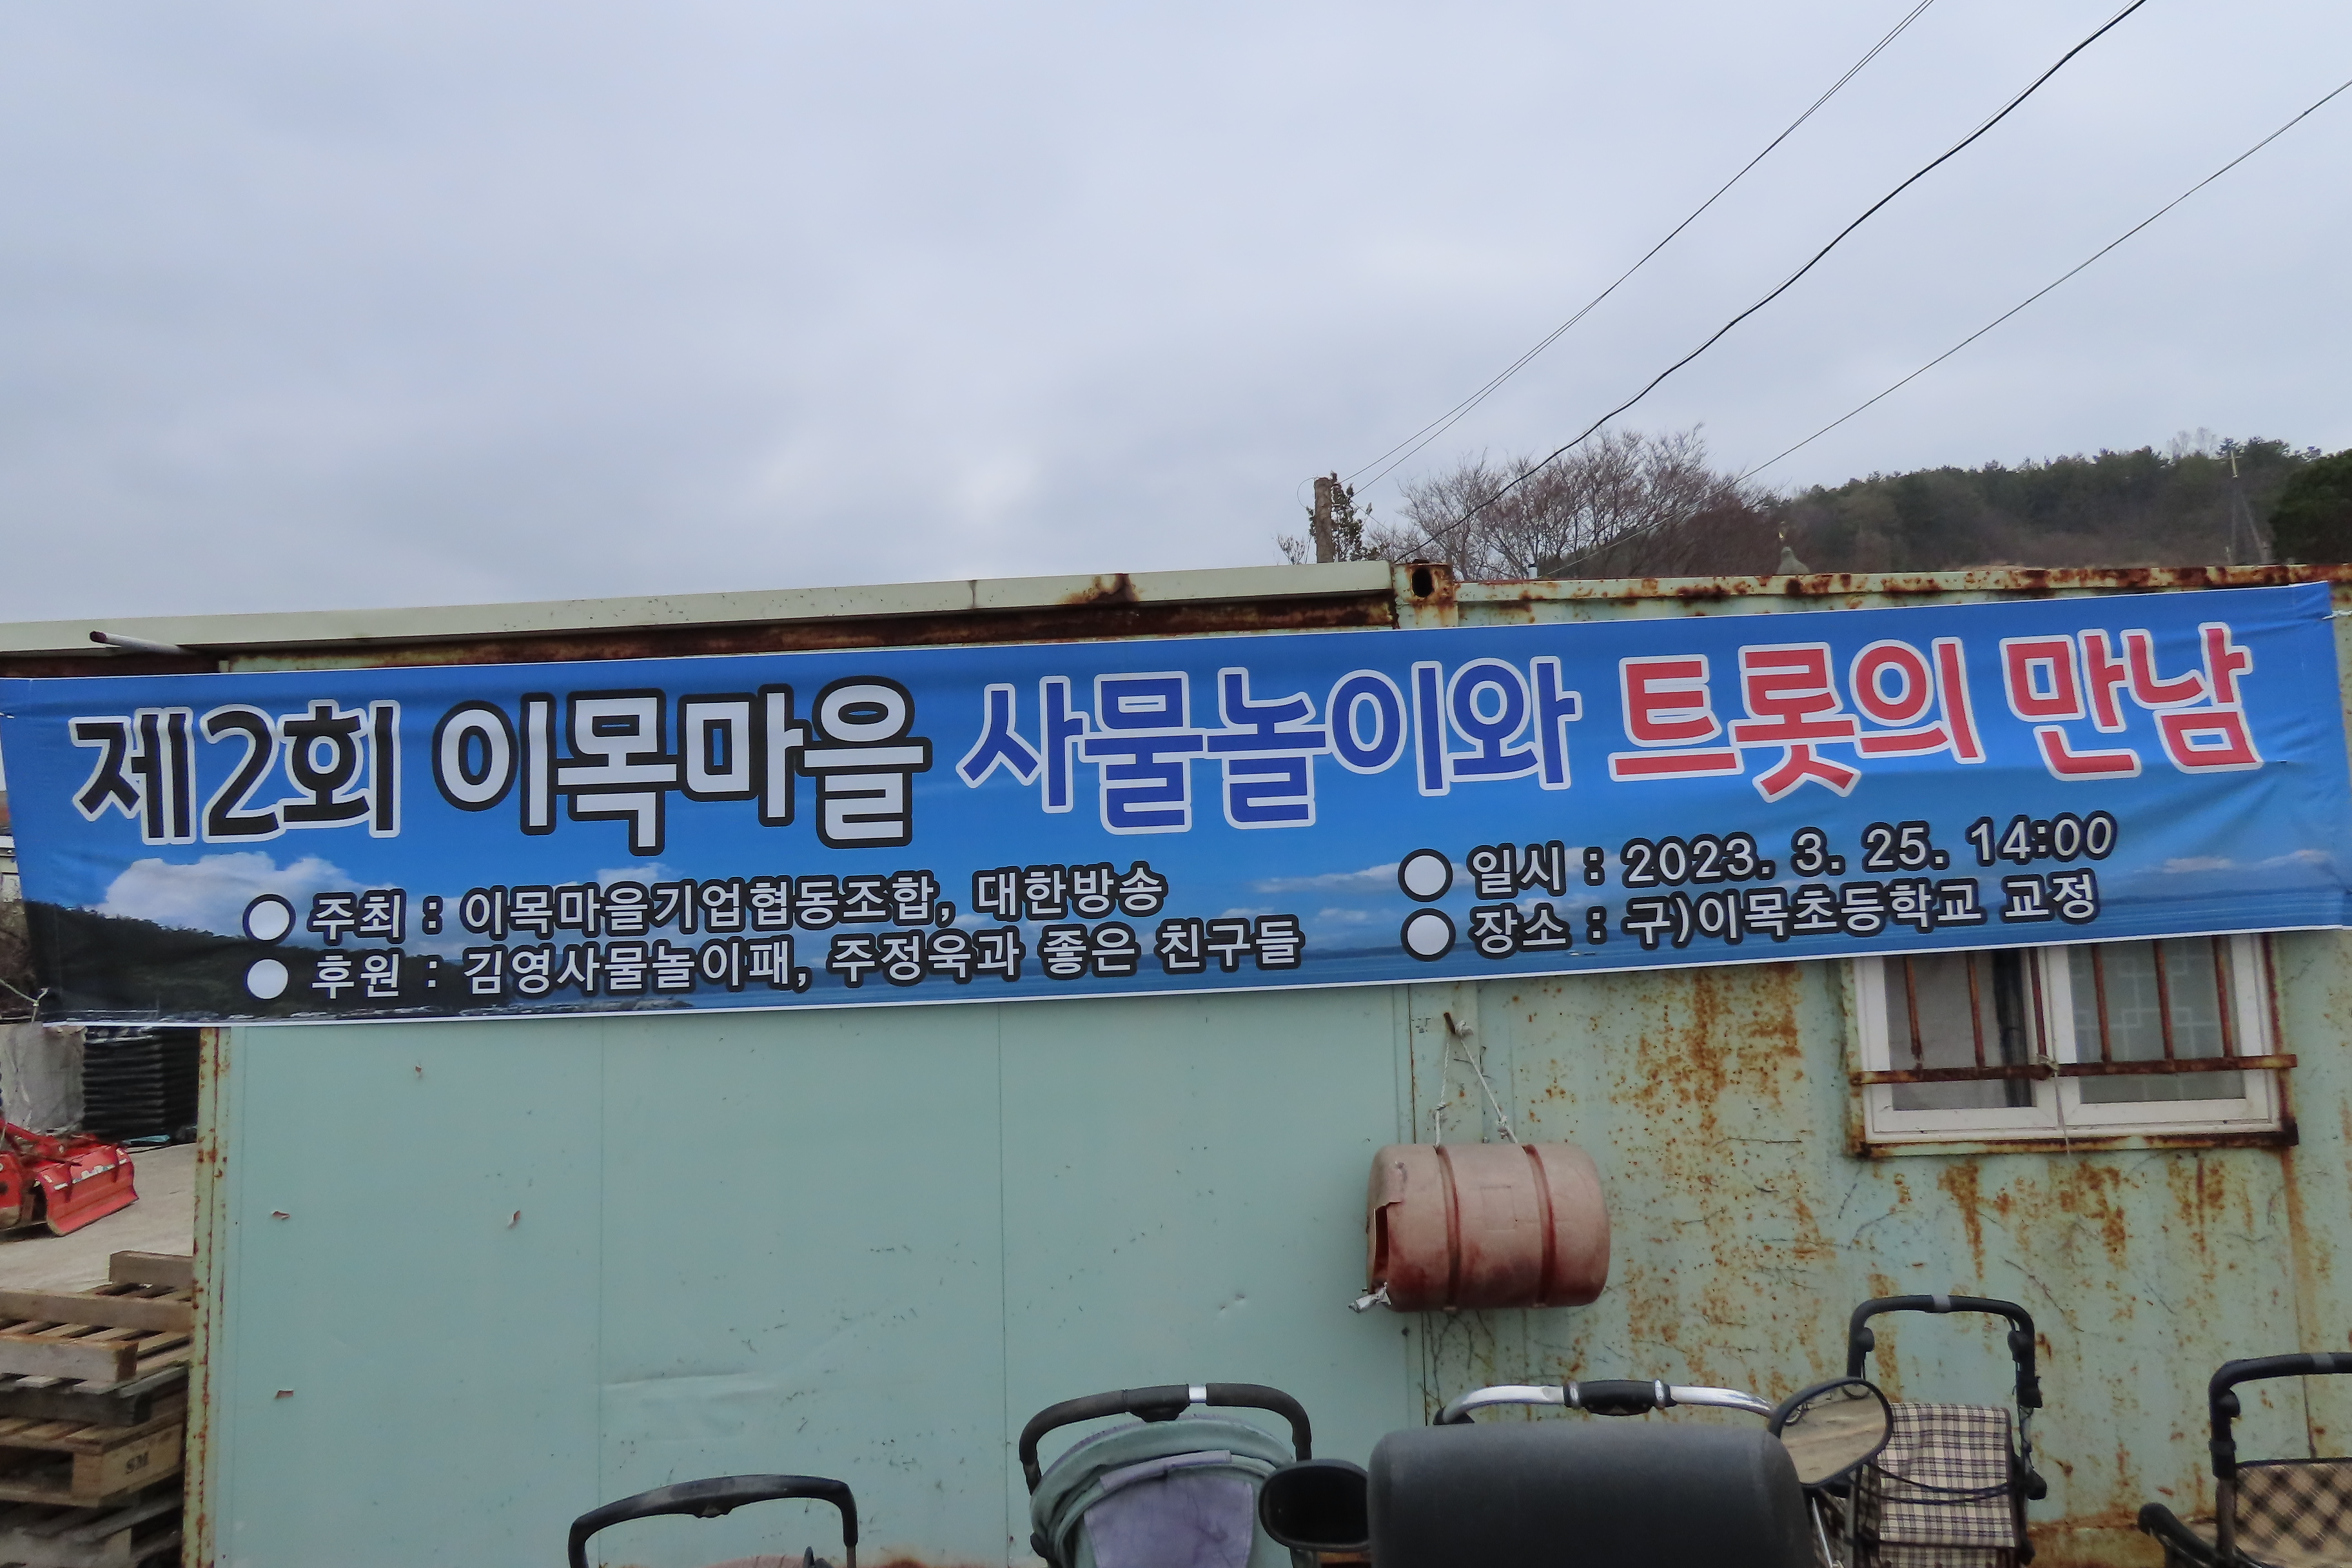 제2회 이목마을 사물놀이와 트롯의 만남
● 주최 : 이목마을기업협동조합, 대한방송
● 후원 : 김영사물놀이패, 주정욱과 좋은 친구들
● 일시 : 2023. 3. 25. 14:00
● 장소 : 구)이목초등학교 교정
SM